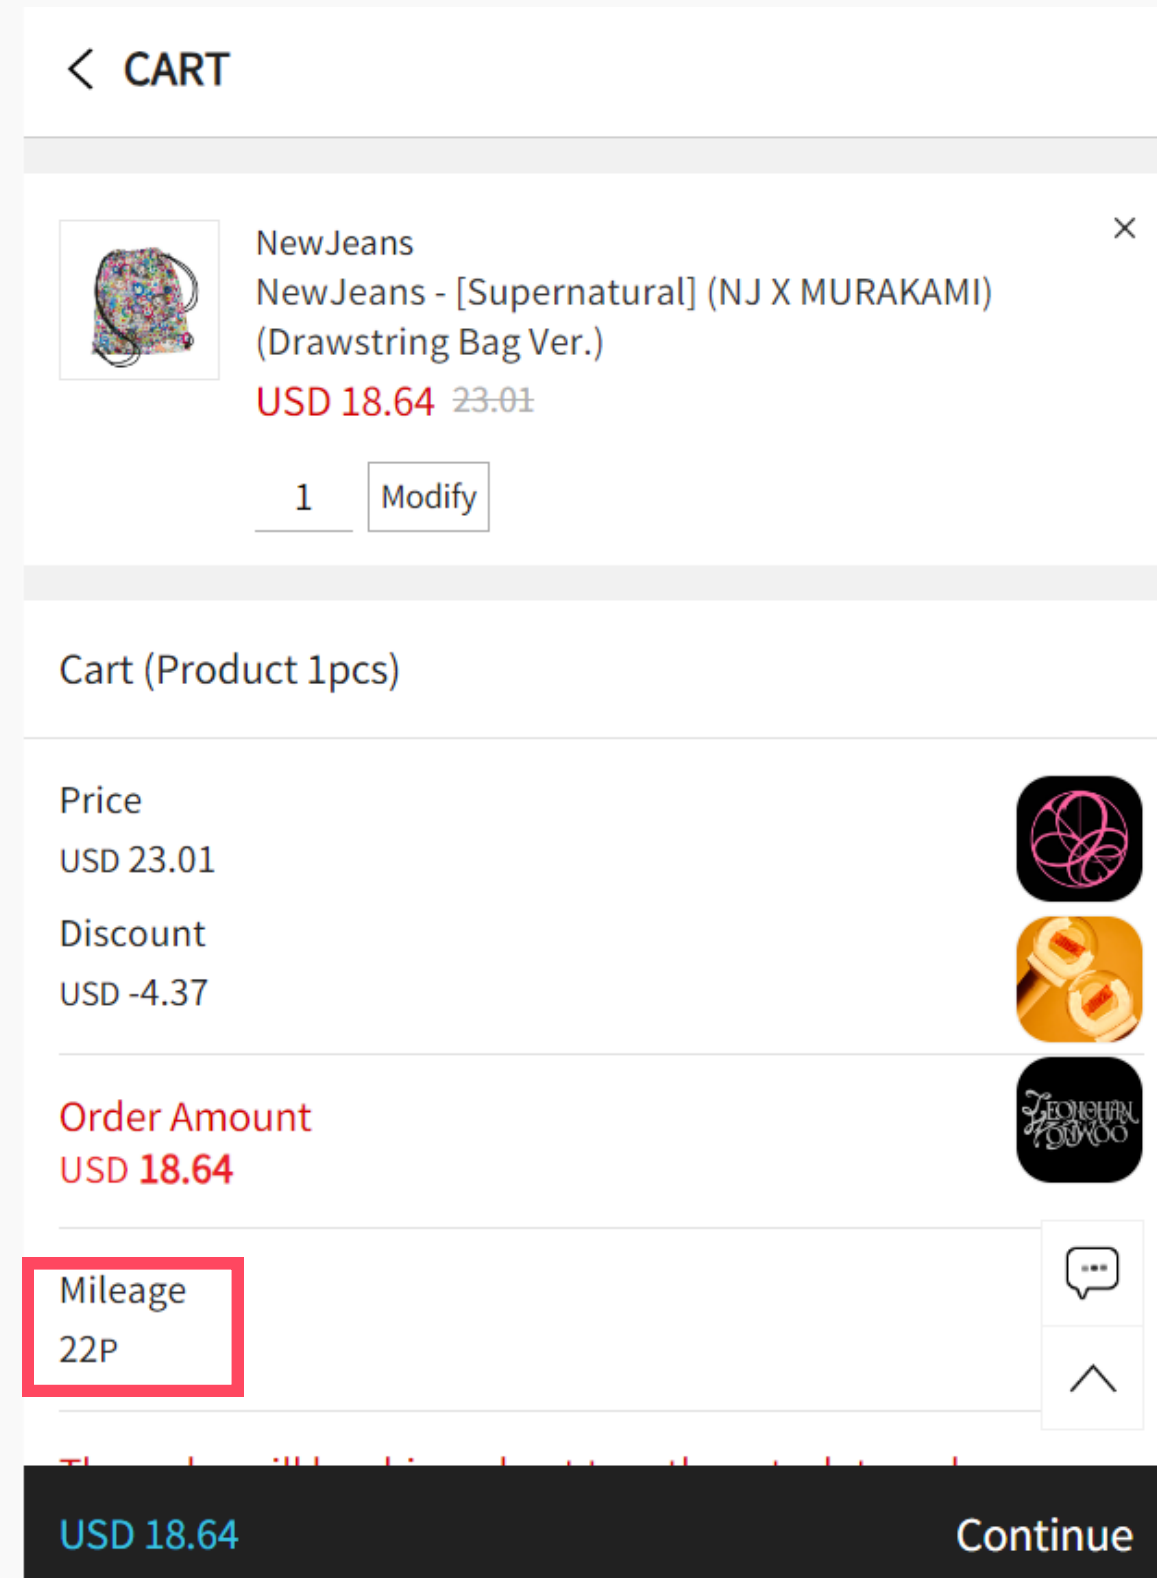 CART
NewJeans
NewJeans - [Supernatural] (NJ X MURAKAMI)
(Drawstring Bag Ver.)
USD 18.64 23.01
1 Modify
Cart (Product 1pcs)
Price
USD 23.01
Discount
USD -4.37
Order Amount
USD 18.64
Mileage
22P
USD 18.64 Continue